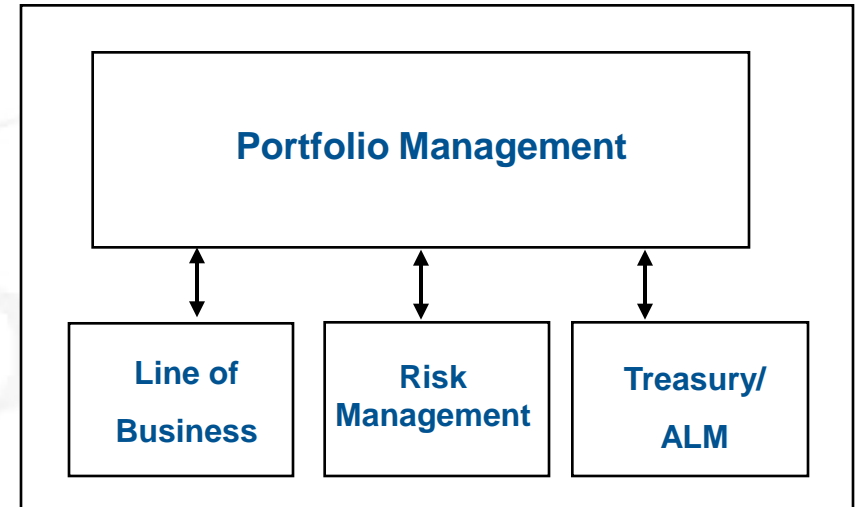 Portfolio Management
Line of
Business
Risk
Management
Treasury/
ALM